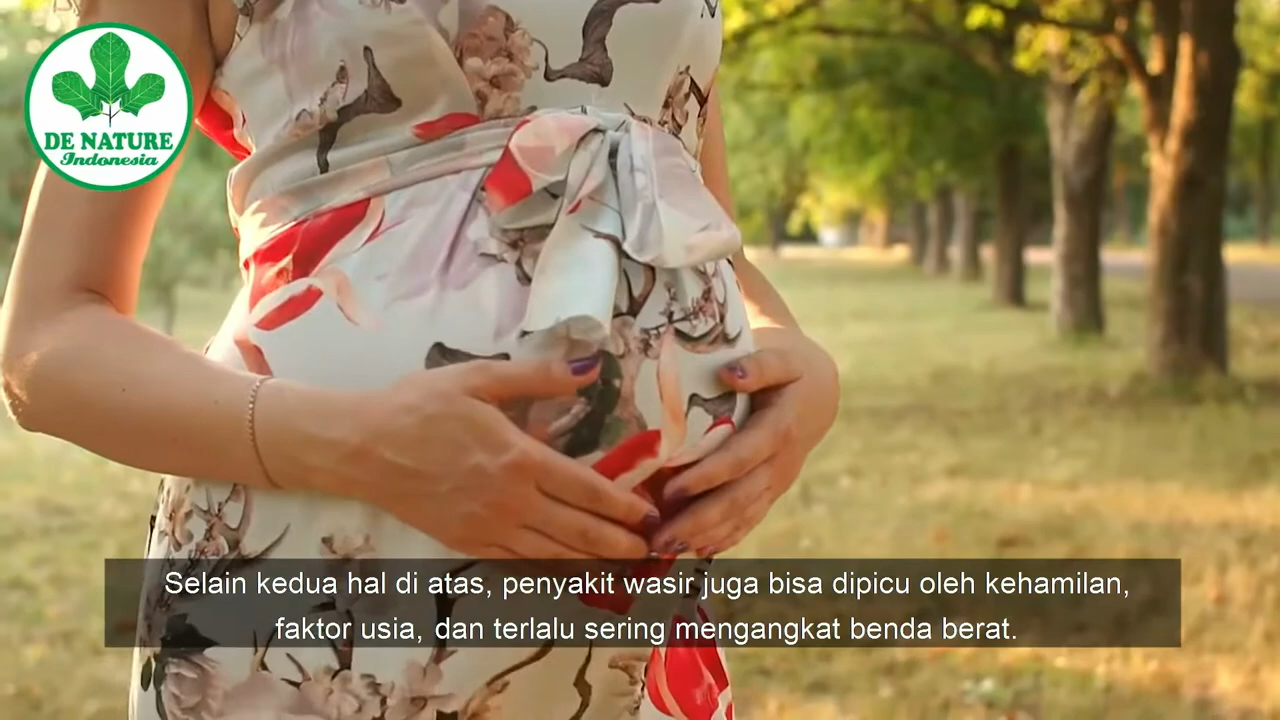 DE NATURE
Indonesia
Selain kedua hal di atas, penyakit wasir juga bisa dipicu oleh kehamilan,
faktor usia, dan terlalu sering mengangkat benda berat.